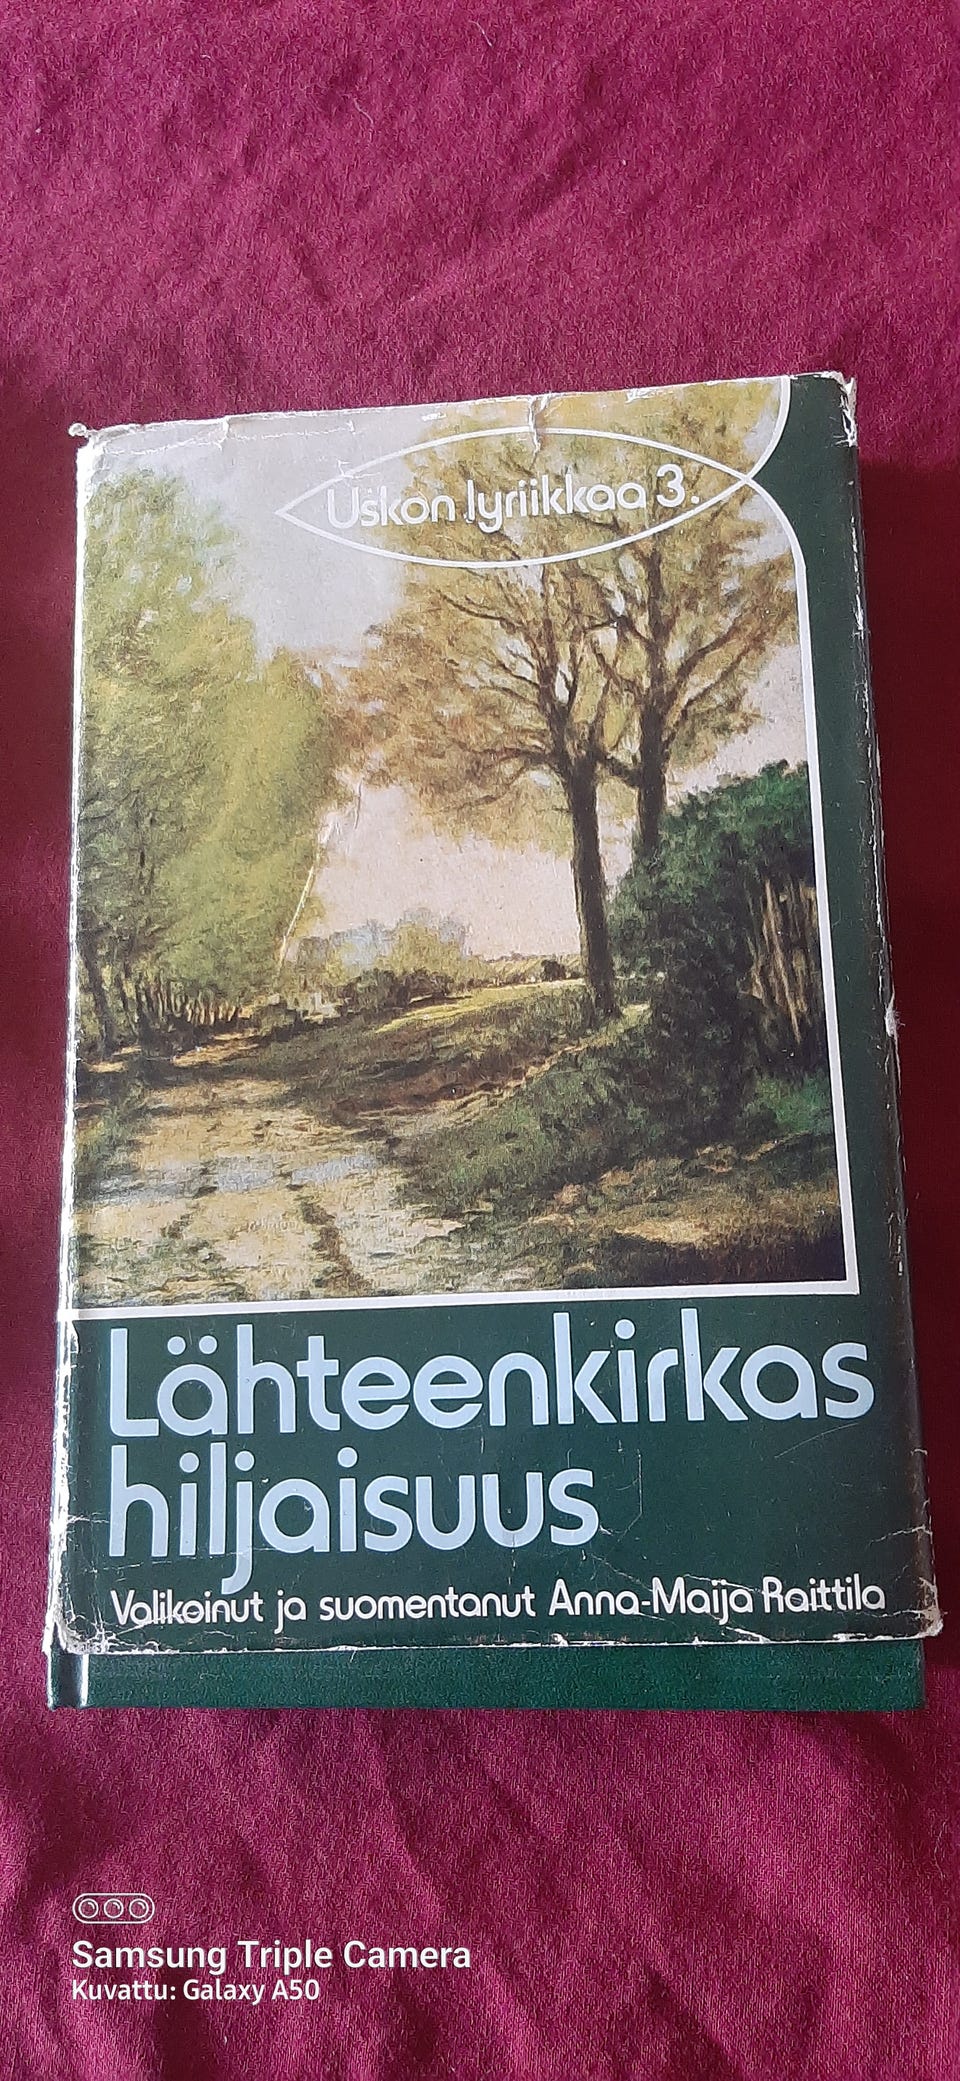 Uskon lyriikkaa 3.
Lähteenkirkas
hiljaisuus
Valikoinut ja suomentanut Anna-Maija Raittila
Samsung Triple Camera
Kuvattu: Galaxy A50